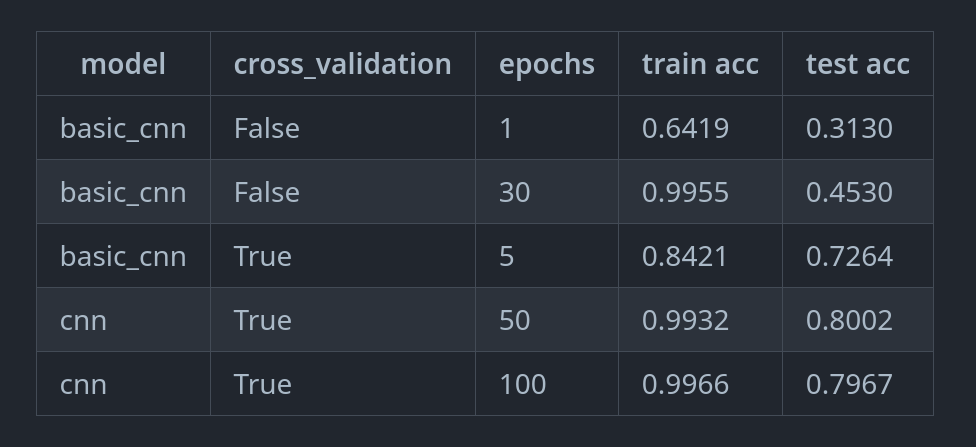 model cross_validation epochs train acc test acc
basic_cnn False 1 0.6419 0.3130
basic_cnn False 30 0.9955 0.4530
basic_cnn True 5 0.8421 0.7264
cnn True 50 0.9932 0.8002
cnn True 100 0.9966 0.7967